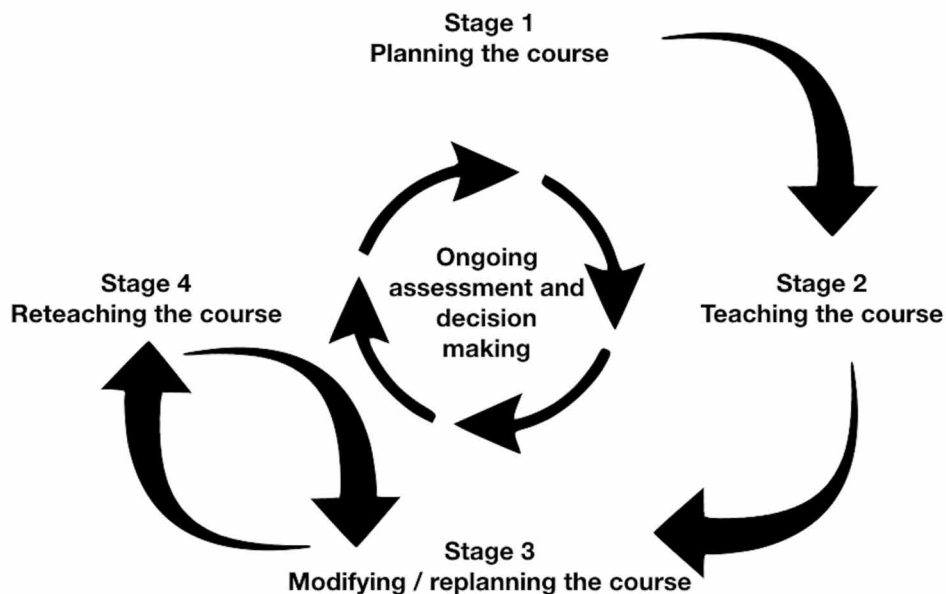 Stage 1
Planning the course
Ongoing
assessment and
decision
making
Stage 4
Reteaching the course
Stage 2
Teaching the course
Stage 3
Modifying / replanning the course